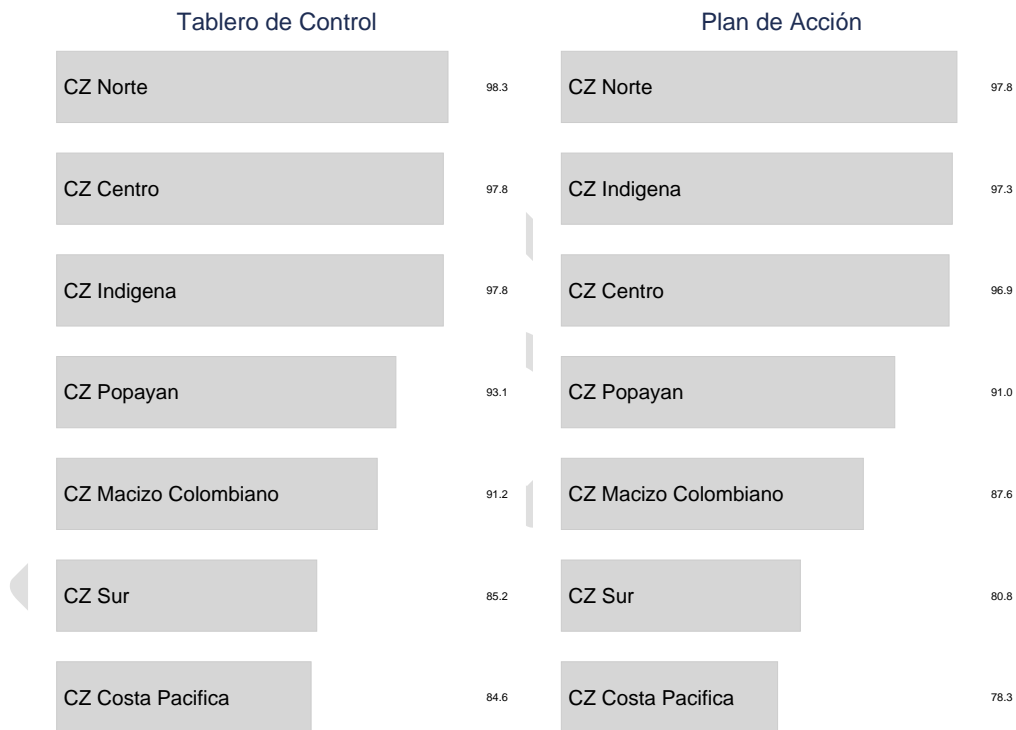 Tablero de Control
CZ Norte 98.3
CZ Centro 97.8
CZ Indigena 97.8
CZ Popayan 93.1
CZ Macizo Colombiano 91.2
CZ Sur 85.2
CZ Costa Pacifica 84.6
Plan de Acción
CZ Norte 97.8
CZ Indigena 97.3
CZ Centro 96.9
CZ Popayan 91.0
CZ Macizo Colombiano 87.6
CZ Sur 80.8
CZ Costa Pacifica 78.3